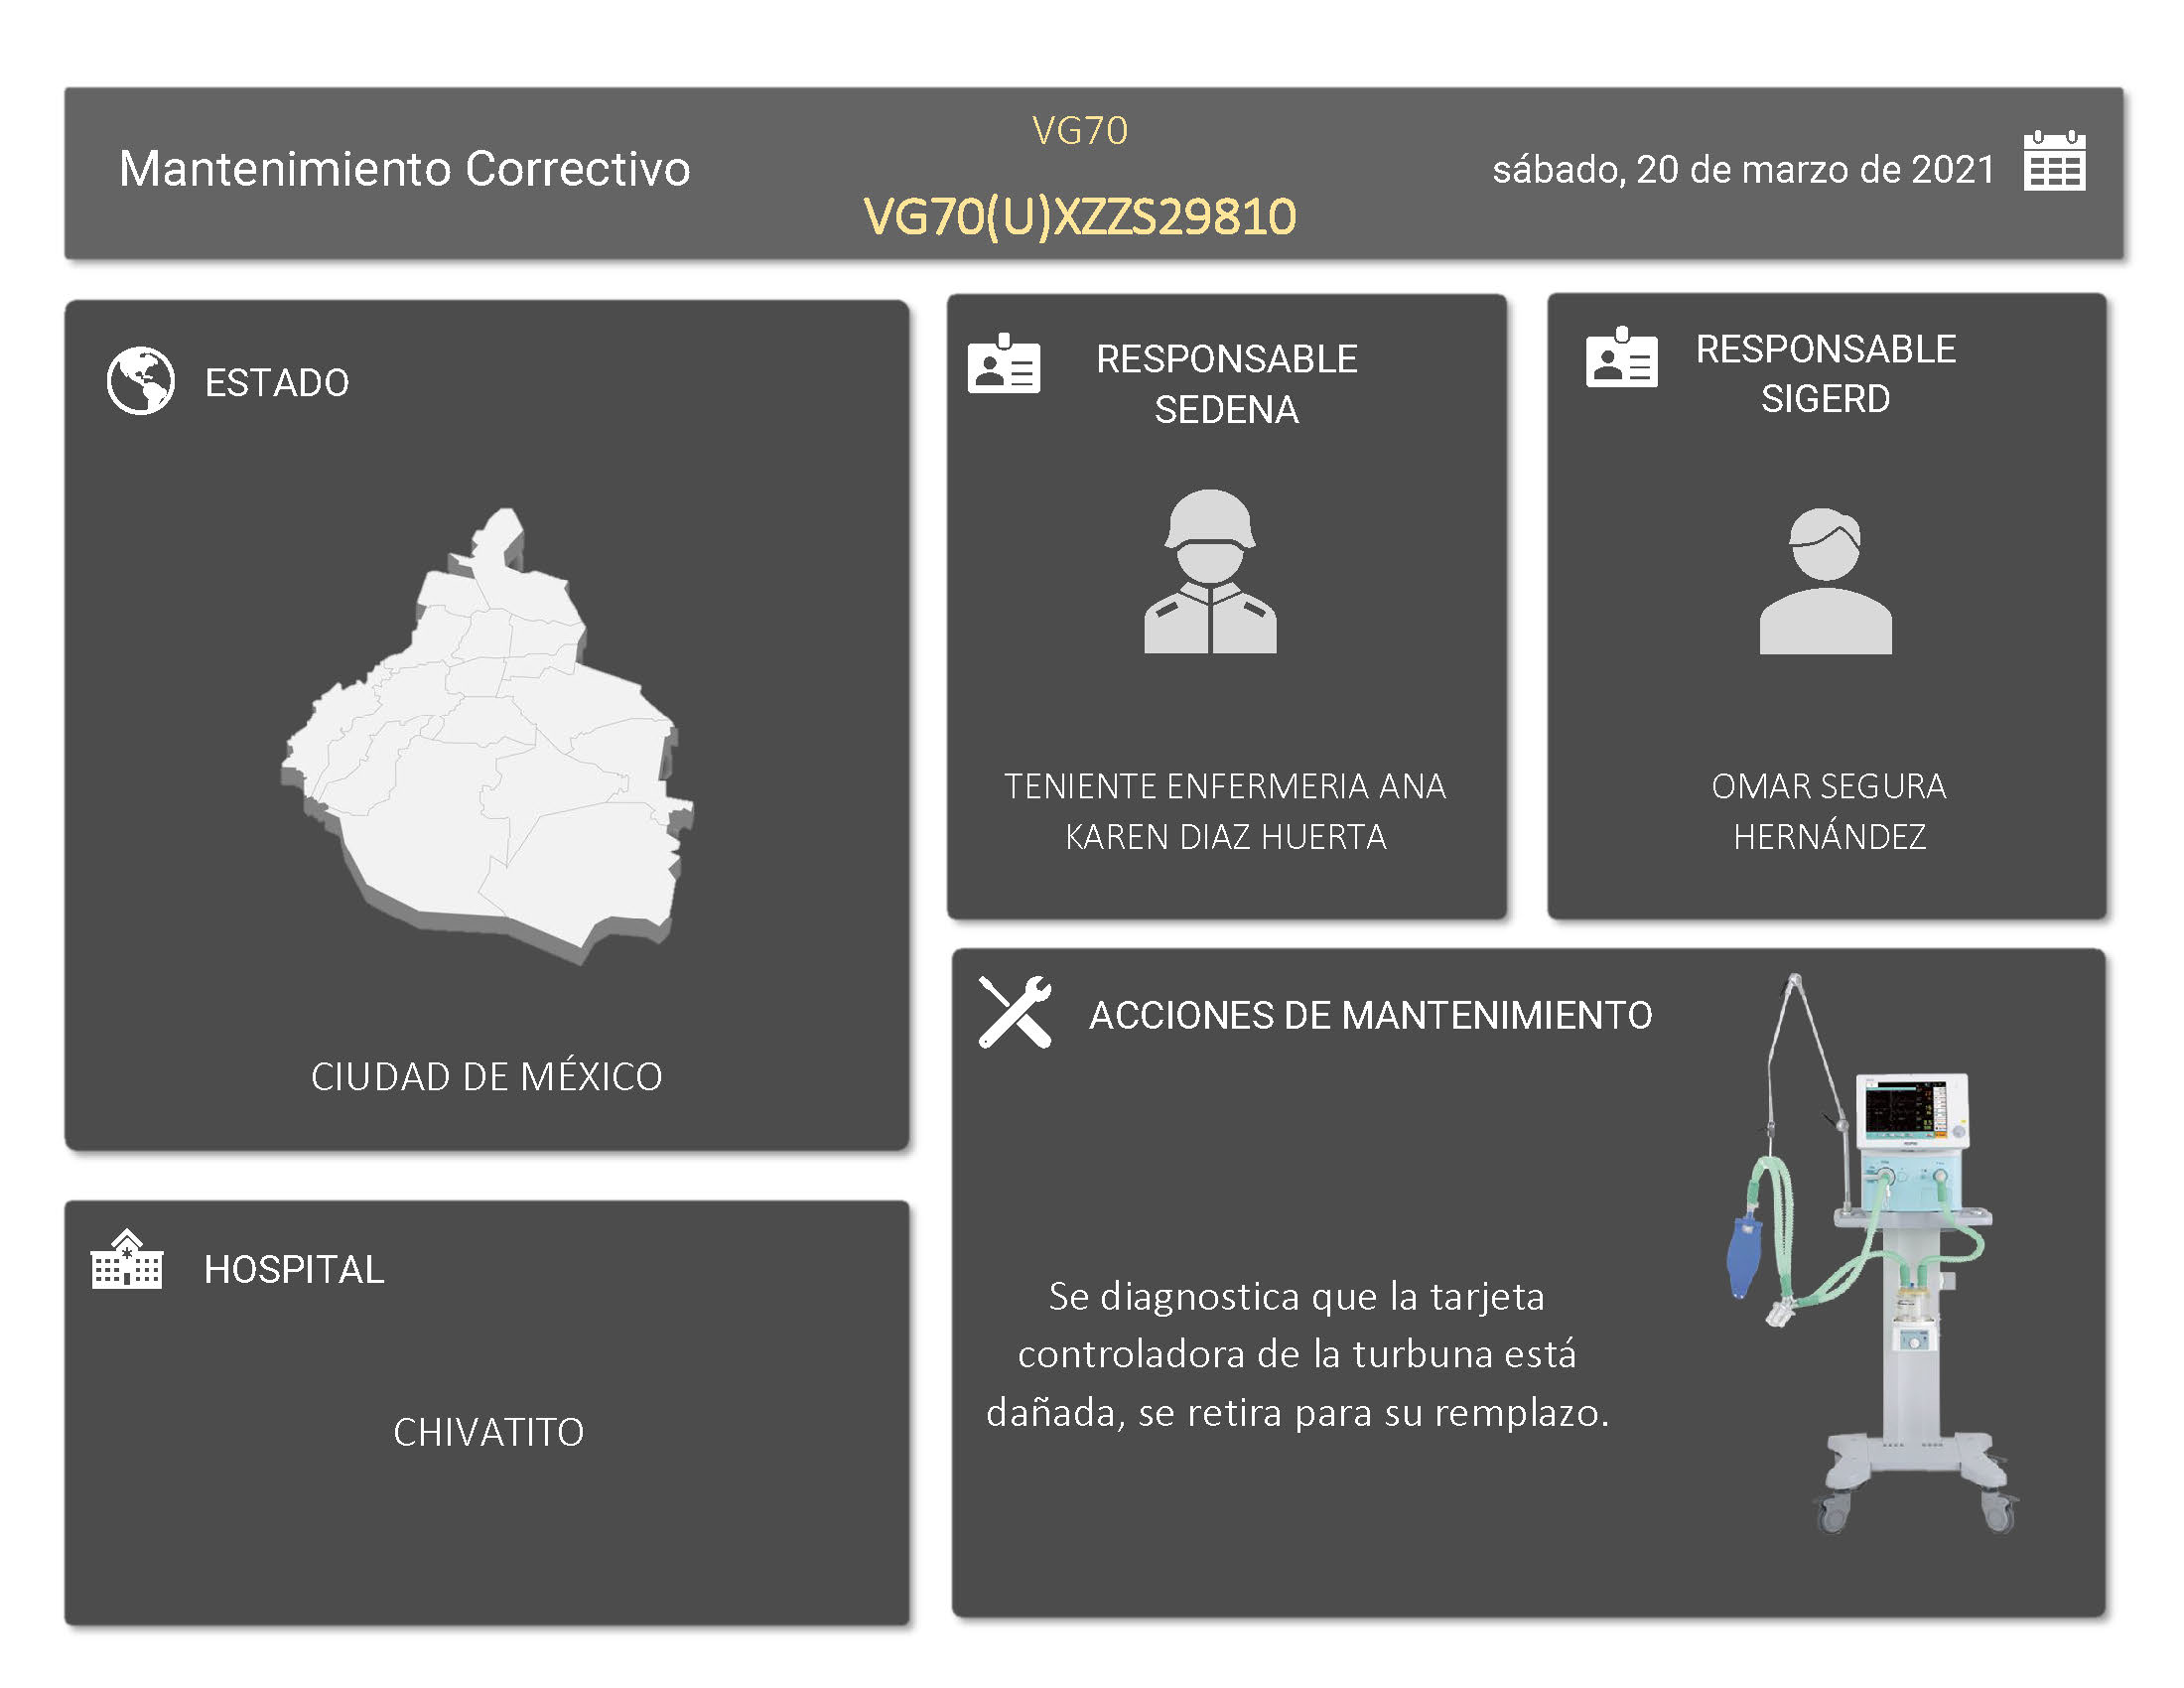 Mantenimiento Correctivo
VG70
VG70(U)XZZS29810
sábado, 20 de marzo de 2021
ESTADO
CIUDAD DE MÉXICO
RESPONSABLE
SEDENA
TENIENTE ENFERMERIA ANA
KAREN DIAZ HUERTA
RESPONSABLE
SIGERD
OMAR SEGURA
HERNÁNDEZ
HOSPITAL
CHIVATITO
ACCIONES DE MANTENIMIENTO
Se diagnostica que la tarjeta
controladora de la turbuna está
dañada, se retira para su remplazo.